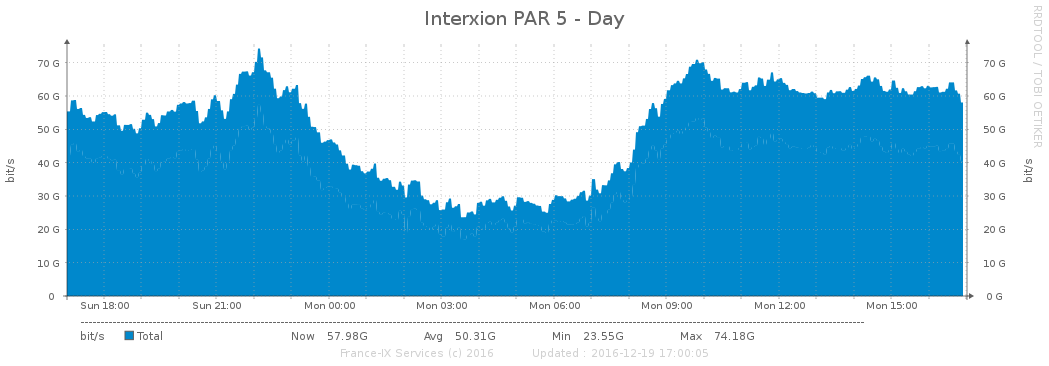 Interxion PAR 5 - Day
RRDTOOL / TOBI OETIKER
bit/s
70 G 70 G
60 G 60 G
50 G 50 G
40 G 40 G
30 G 30 G
20 G 20 G
10 G 10 G
0 0 G
bit/s
Sun 18:00 Sun 21:00 Mon 00:00 Mon 03:00 Mon 06:00 Mon 09:00 Mon 12:00 Mon 15:00
bit/s Total Now 57.98G Avg 50.31G Min 23.55G Max 74.18G
France-IX Services (c) 2016 Updated : 2016-12-19 17:00:05